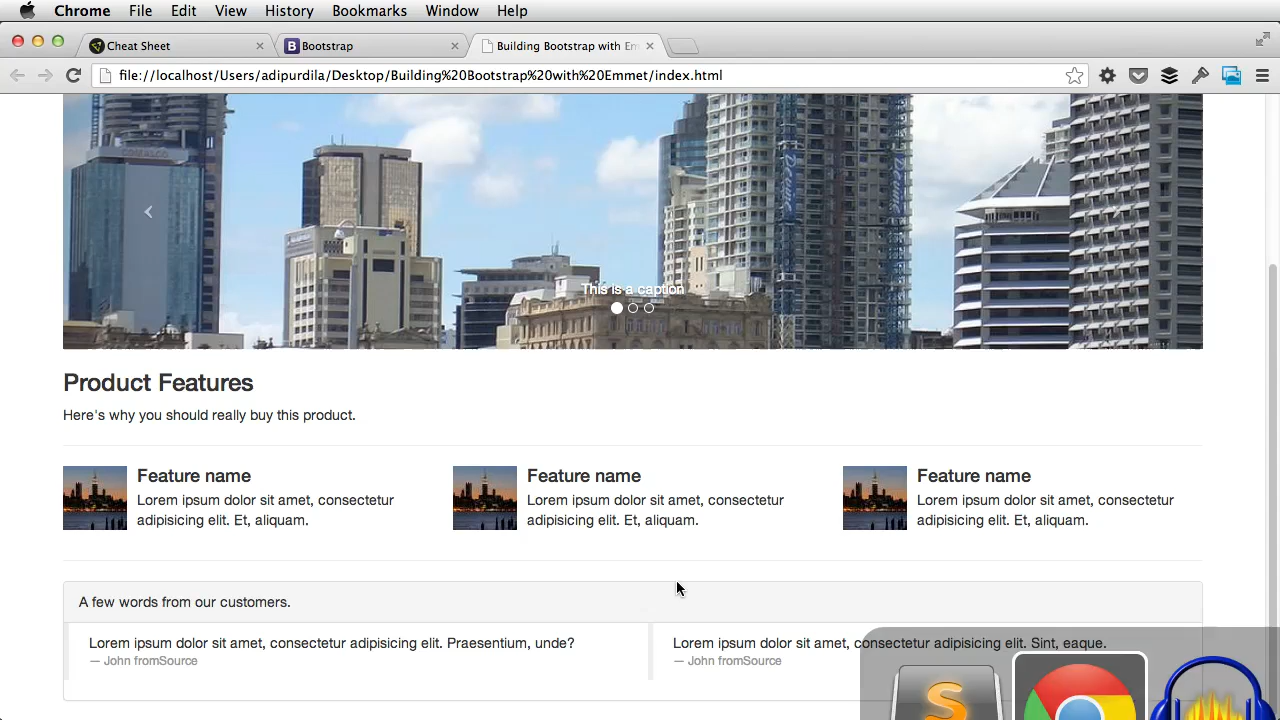 Chrome File Edit View History Bookmarks Window Help
Cheat Sheet
Bootstrap
Building Bootstrap with Em
file://localhost/Users/adipurdila/Desktop/Building%20Bootstrap%20with%20Emmet/index.html
Devine
Devine
This is a caption
Product Features
Here's why you should really buy this product.
Feature name
Lorem ipsum dolor sit amet, consectetur
adipisicing elit. Et, aliquam.
Feature name
Lorem ipsum dolor sit amet, consectetur
adipisicing elit. Et, aliquam.
Feature name
Lorem ipsum dolor sit amet, consectetur
adipisicing elit. Et, aliquam.
A few words from our customers.
Lorem ipsum dolor sit amet, consectetur adipisicing elit. Praesentium, unde?
— John fromSource
Lorem ipsum dolor sit amet, consectetur adipisicing elit. Sint, eaque.
— John fromSource